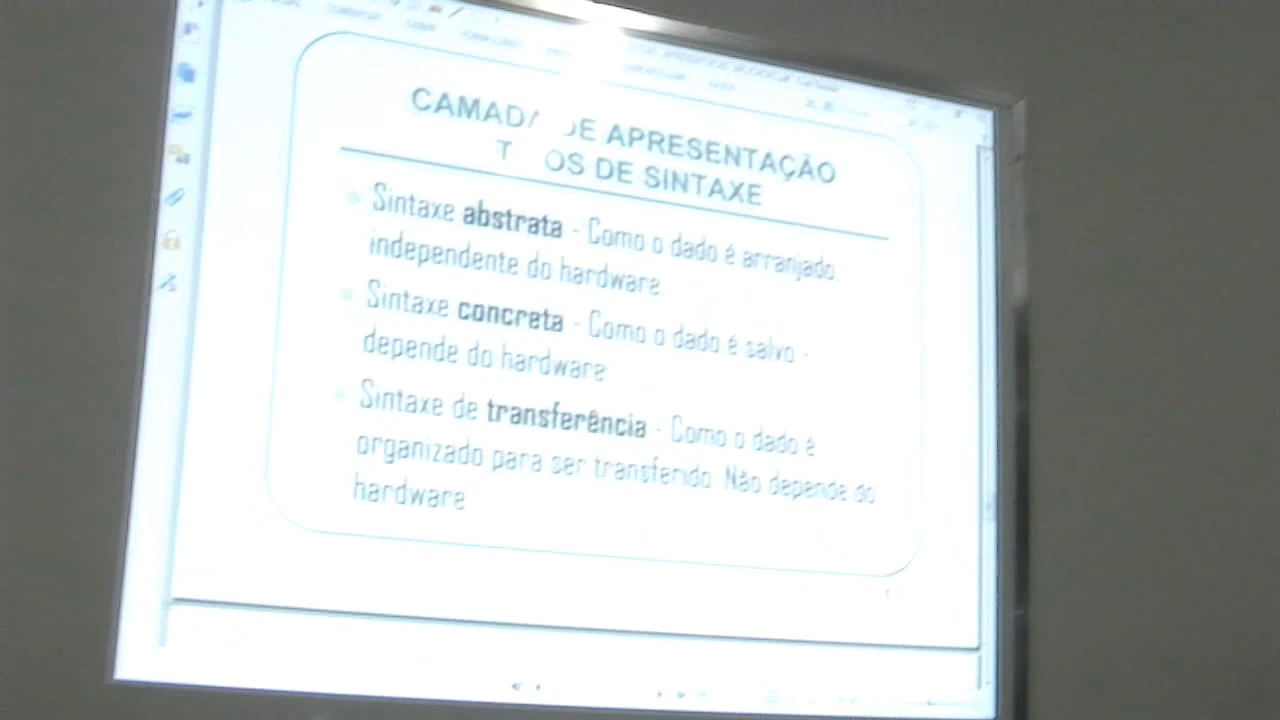 CAMADA DE APRESENTAÇÃO
T OS DE SINTAXE
Sintaxe abstrata - Como o dado é arranjado.
independente do hardware.
Sintaxe concreta - Como o dado é salvo -
depende do hardware
Sintaxe de transferência - Como o dado é
organizado para ser transferido. Não depende do
hardware